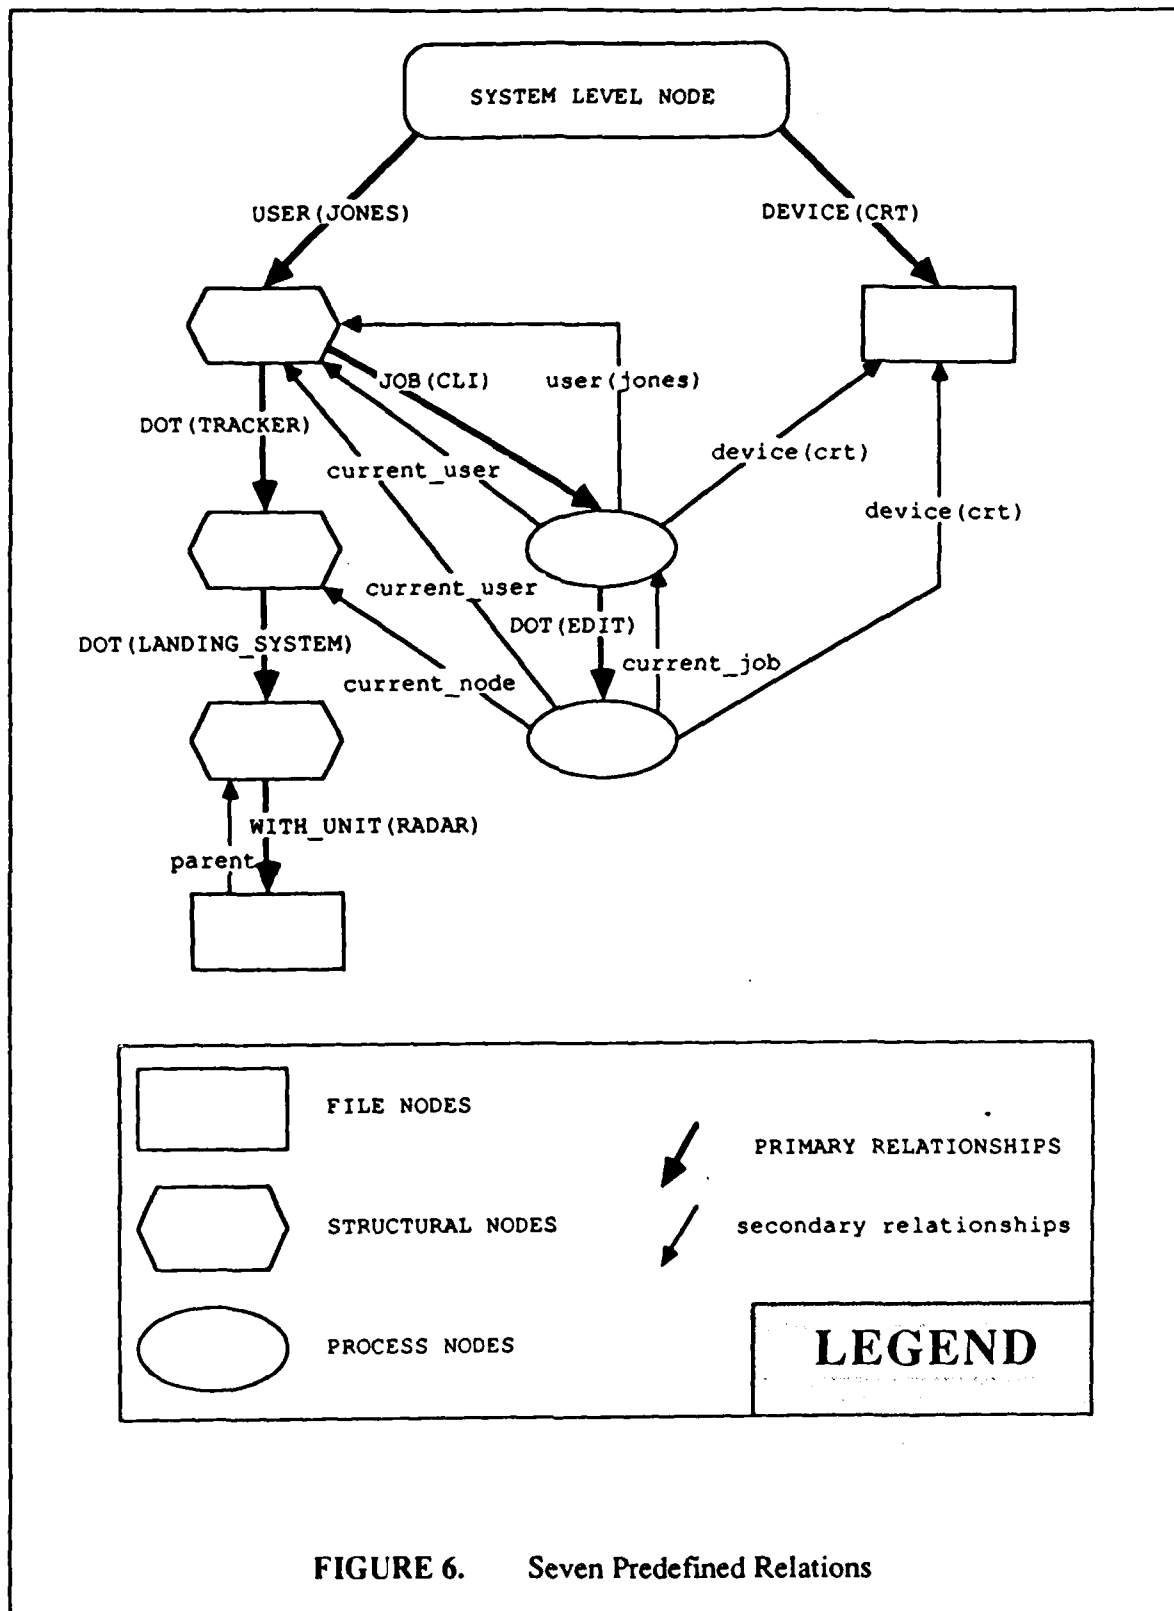 SYSTEM LEVEL NODE
USER(JONES)
DEVICE(CRT)
JOB(CLI)
user(jones)
DOT(TRACKER)
current_user
device(crt)
device(crt)
current_user
DOT(EDIT)
DOT(LANDING_SYSTEM)
current_node
current_job
WITH_UNIT(RADAR)
parent
FILE NODES
PRIMARY RELATIONSHIPS
STRUCTURAL NODES
secondary relationships
PROCESS NODES
LEGEND
FIGURE 6. Seven Predefined Relations